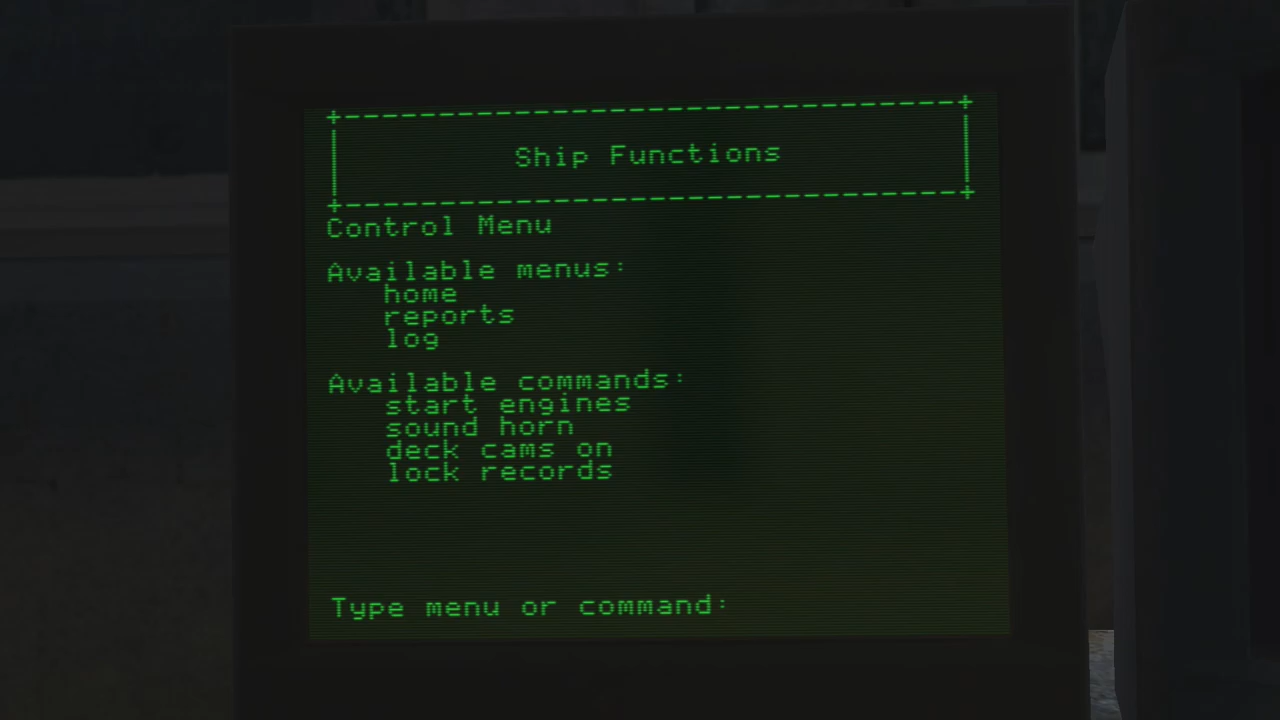 Ship Functions
Control Menu
Available menus:
home
reports
log
Available commands:
start engines
sound horn
deck cams on
lock records
Type menu or command: